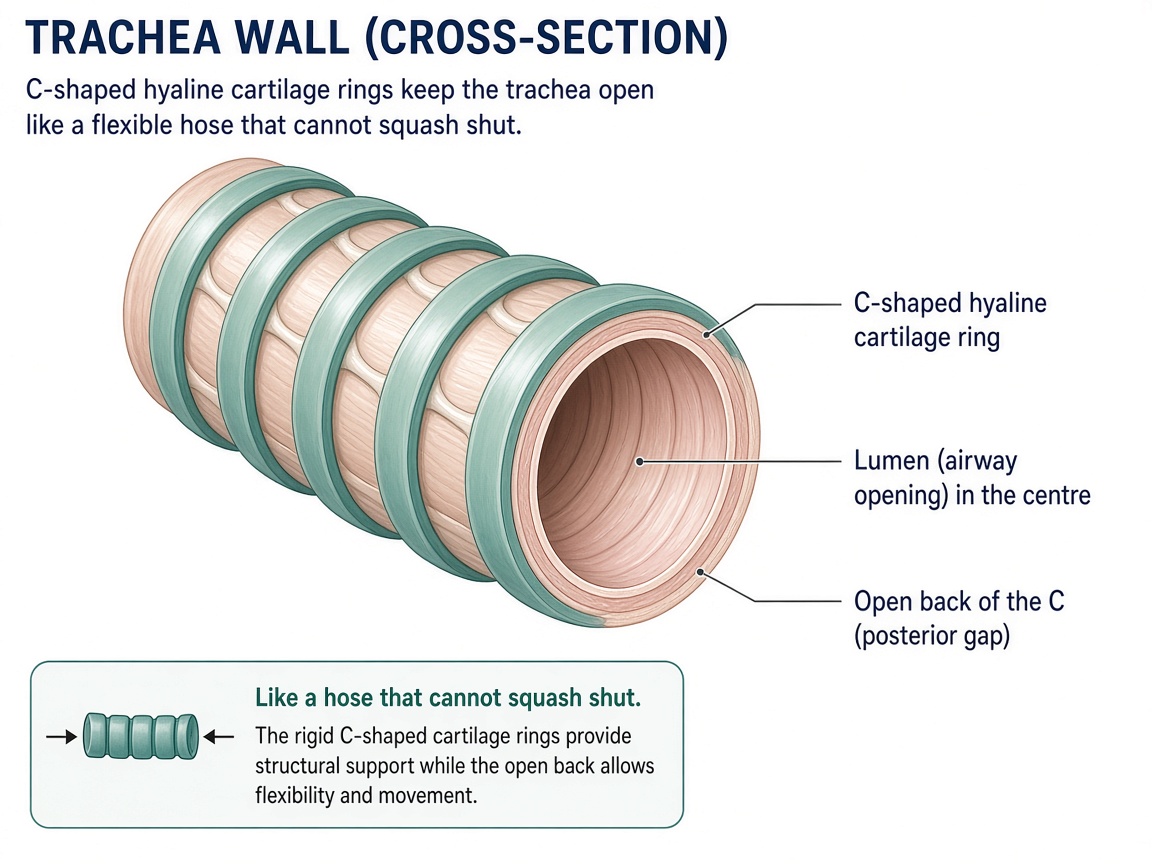 TRACHEA WALL (CROSS-SECTION)
C-shaped hyaline cartilage rings keep the trachea open
like a flexible hose that cannot squash shut.
C-shaped hyaline
cartilage ring
Lumen (airway
opening) in the centre
Open back of the C
(posterior gap)
Like a hose that cannot squash shut.
The rigid C-shaped cartilage rings provide
structural support while the open back allows
flexibility and movement.